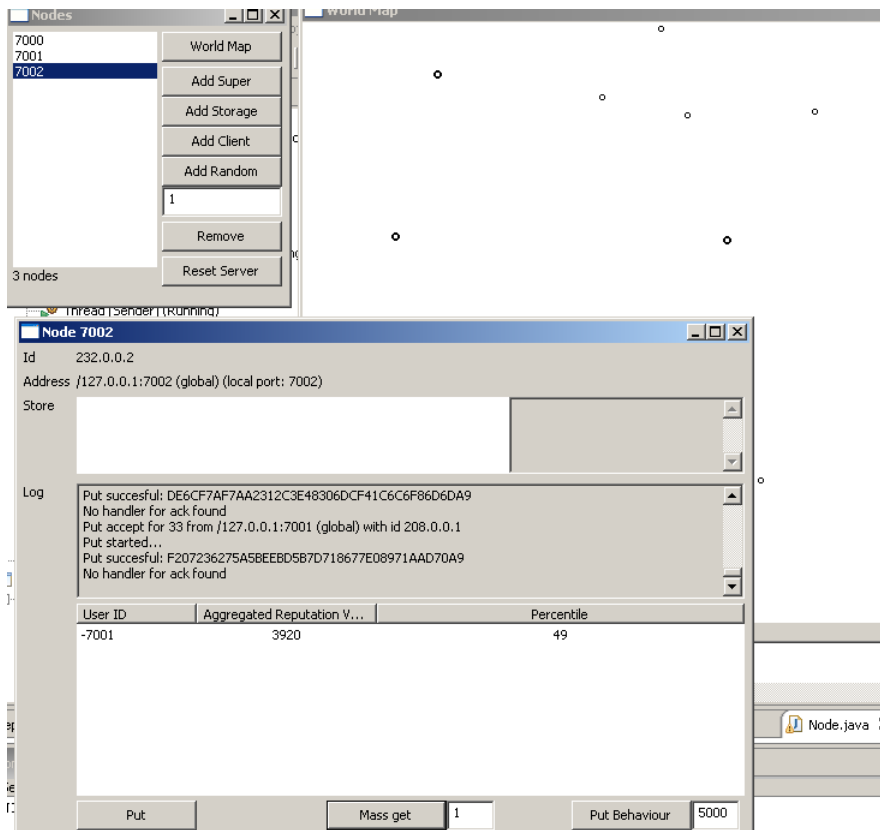 Nodes
7000
7001
7002
3 nodes
World Map
Add Super
Add Storage
Add Client
Add Random
1
Remove
Reset Server
World Map
Thread [Sender] (Running)
Node 7002
Id 232.0.0.2
Address /127.0.0.1:7002 (global) (local port: 7002)
Store
Log
Put succesful: DE6CF7AF7AA2312C3E48306DCF41C6C6F86D6DA9
No handler for ack found
Put accept for 33 from /127.0.0.1:7001 (global) with id 208.0.0.1
Put started...
Put succesful: F207236275A5BEEBD5B7D718677E08971AAD70A9
No handler for ack found
User ID Aggregated Reputation V... Percentile
-7001 3920 49
Put
Mass get
1
Put Behaviour
5000
Node.java